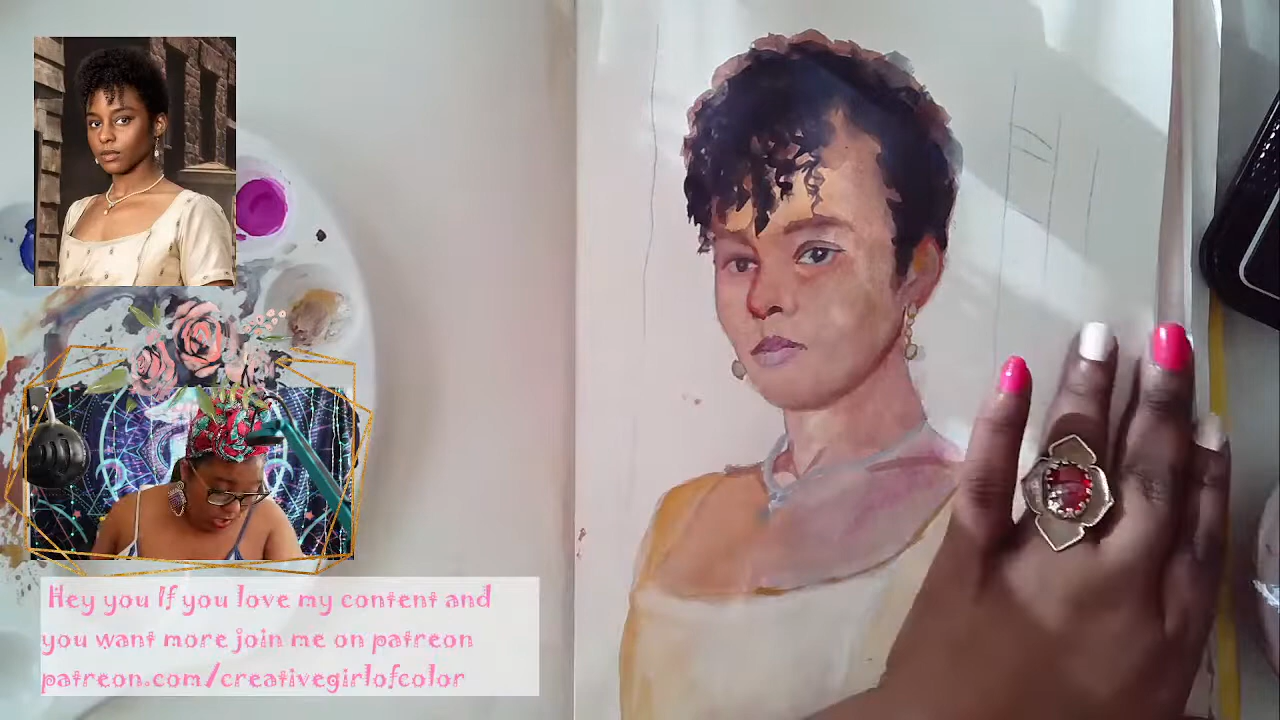 Hey you If you love my content and
you want more join me on patreon
patreon.com/creativegirlofcolor